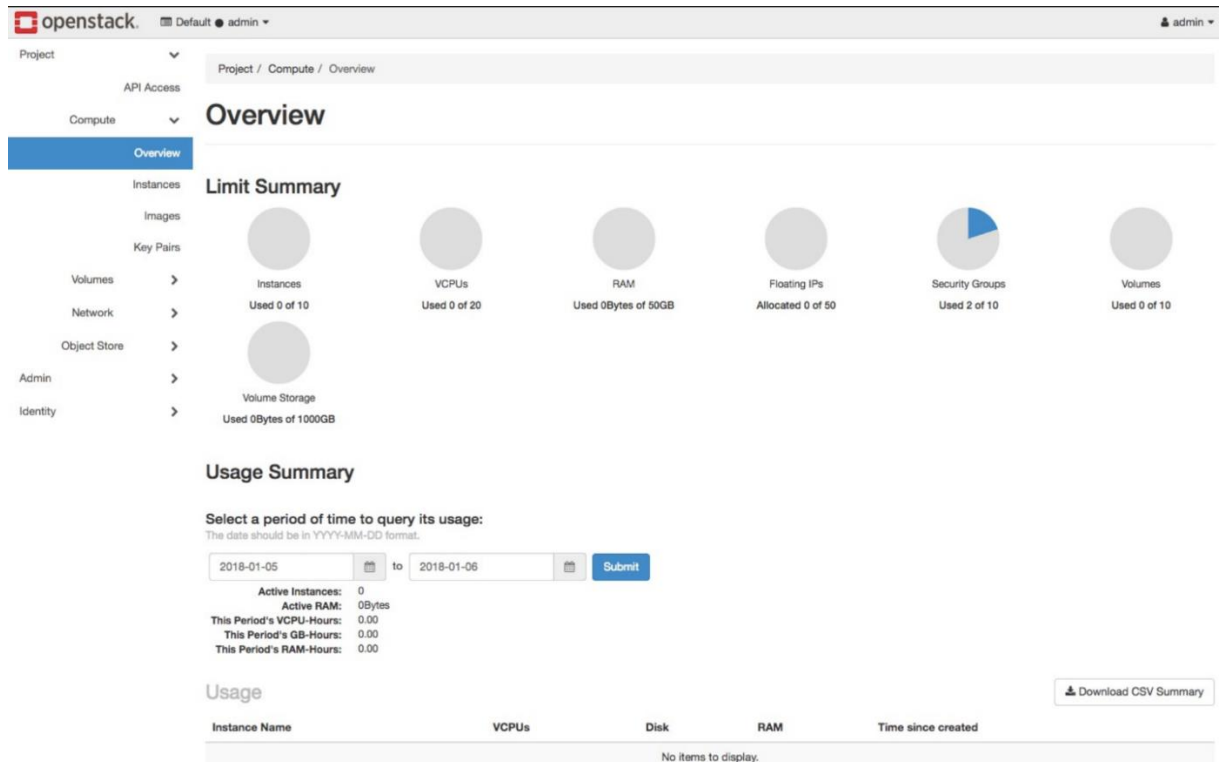 openstack. Default ● admin admin
Project
API Access
Compute
Overview
Instances
Images
Key Pairs
Volumes
Network
Object Store
Admin
Identity
Project / Compute / Overview
Overview
Limit Summary
Instances
Used 0 of 10
VCPUs
Used 0 of 20
RAM
Used 0Bytes of 50GB
Floating IPs
Allocated 0 of 50
Security Groups
Used 2 of 10
Volumes
Used 0 of 10
Volume Storage
Used 0Bytes of 1000GB
Usage Summary
Select a period of time to query its usage:
The date should be in YYYY-MM-DD format.
2018-01-05 to 2018-01-06 Submit
Active Instances: 0
Active RAM: 0Bytes
This Period's VCPU-Hours: 0.00
This Period's GB-Hours: 0.00
This Period's RAM-Hours: 0.00
Usage Download CSV Summary
Instance Name VCPUs Disk RAM Time since created
No items to display.